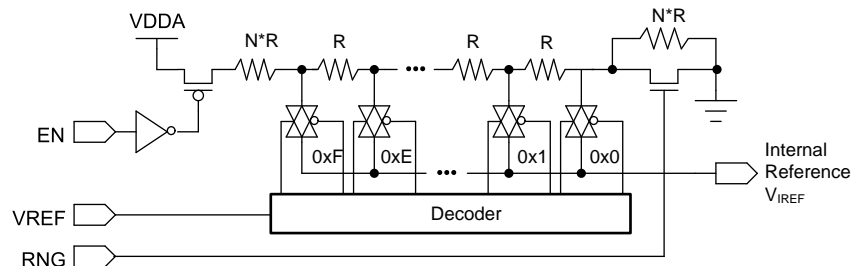 VDDA
N*R
R
R
R
N*R
EN
0xF
0xE
0x1
0x0
Internal
Reference
VIREF
VREF
Decoder
RNG